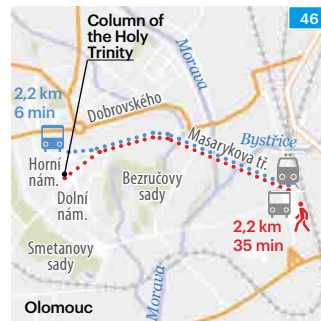 46
Column of
the Holy
Trinity
Morava
2,2 km
6 min
Dobrovského
Masarykova tř.
Bystřice
Horní
nám.
Dolní
nám.
Bezručovy
sady
2,2 km
35 min
Smetanovy
sady
Morava
Olomouc